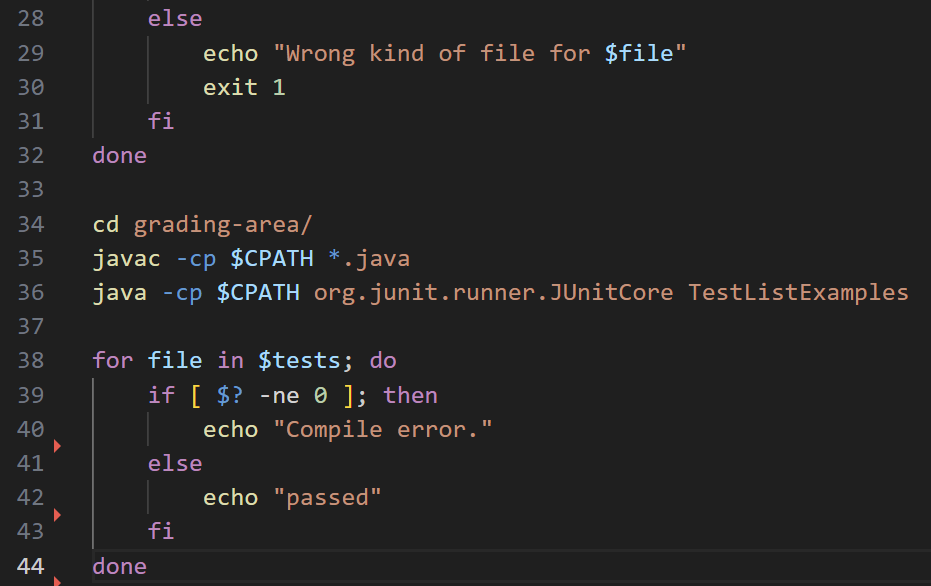 28 else
29 echo "Wrong kind of file for $file"
30 exit 1
31 fi
32 done
33
34 cd grading-area/
35 javac -cp $CPATH *.java
36 java -cp $CPATH org.junit.runner.JUnitCore TestListExamples
37
38 for file in $tests; do
39 if [ $? -ne 0 ]; then
40 echo "Compile error."
41 else
42 echo "passed"
43 fi
44 done